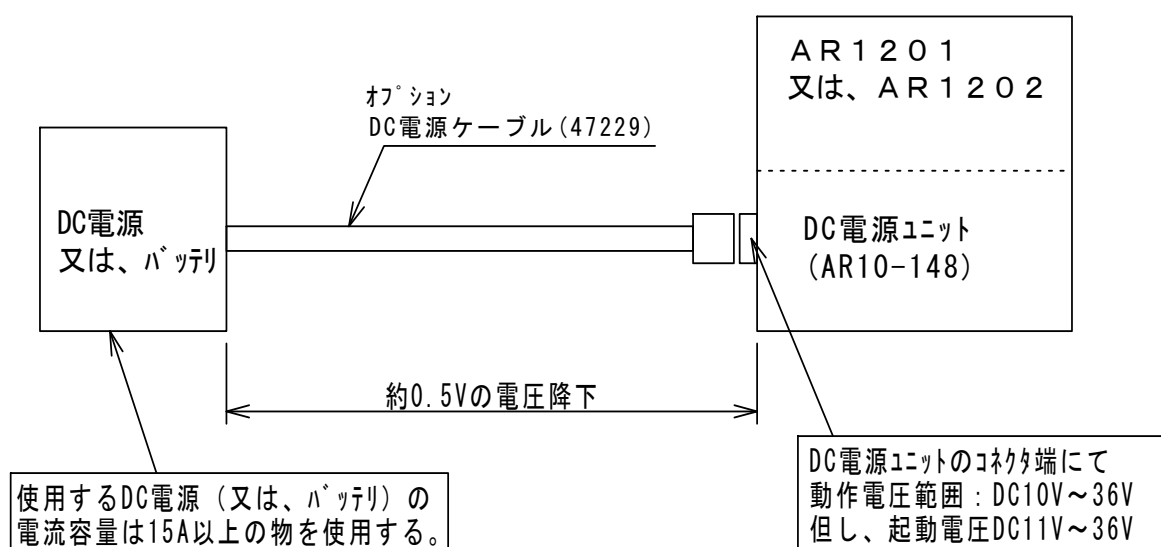 AR1201
又は、AR1202
オプション
DC電源ケーブル(47229)
DC電源
又は、バッテリ
DC電源ユニット
(AR10-148)
約0.5Vの電圧降下
使用するDC電源（又は、バッテリ）の
電流容量は15A以上の物を使用する。
DC電源ユニットのコネクタ端にて
動作電圧範囲：DC10V～36V
但し、起動電圧DC11V～36V